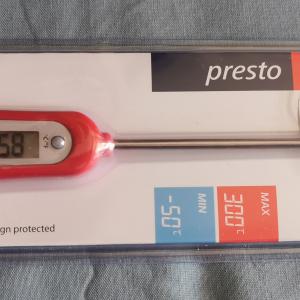 presto
58
gn protected
MIN
-50°C
MAX
300°C